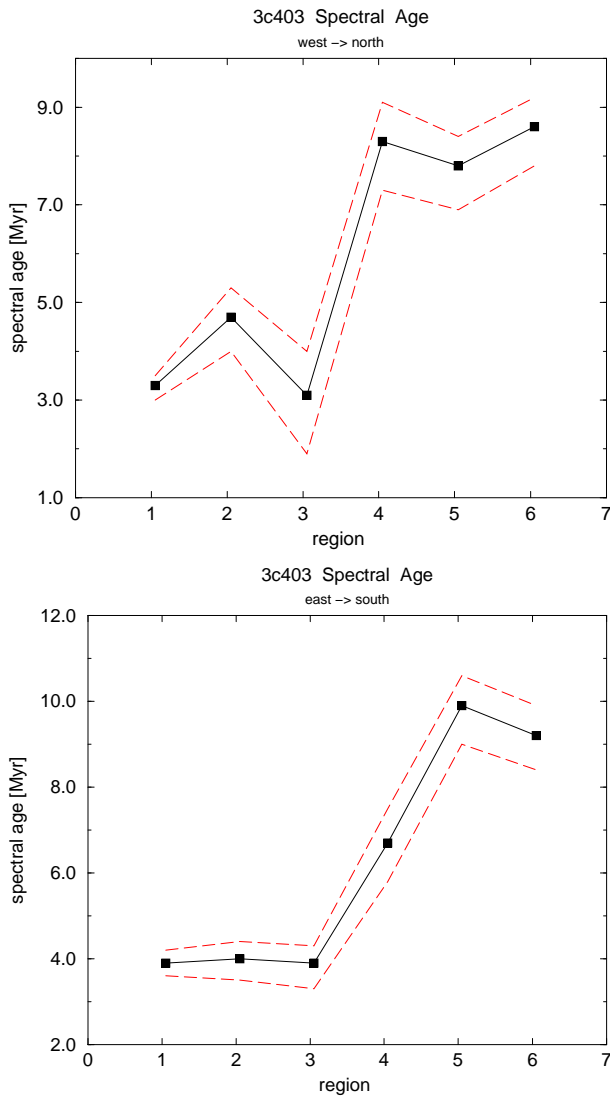 3c403 Spectral Age
west -> north
9.0
7.0
5.0
3.0
1.0
spectral age [Myr]
0 1 2 3 4 5 6 7
region
3c403 Spectral Age
east -> south
12.0
10.0
8.0
6.0
4.0
2.0
spectral age [Myr]
0 1 2 3 4 5 6 7
region